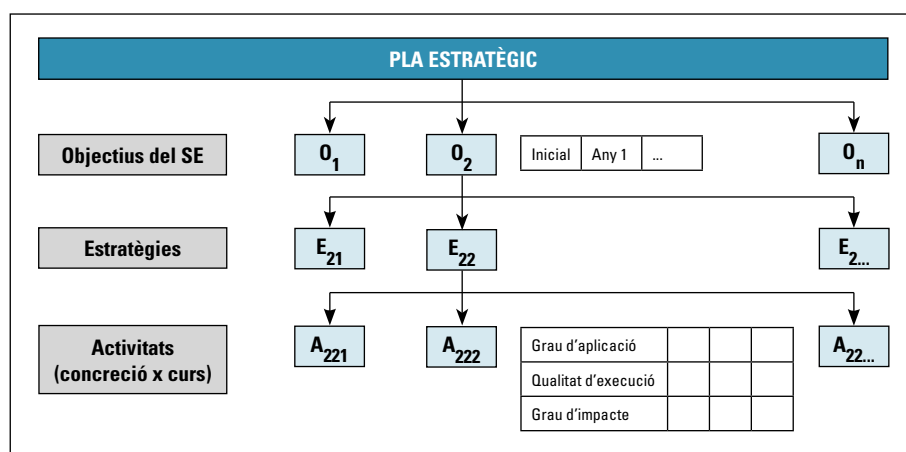 PLA ESTRATÈGIC
Objectius del SE
O1
O2
Inicial Any 1 ...
On
Estratègies
E21
E22
E2...
Activitats
(concreció x curs)
A221
A222
Grau d'aplicació
Qualitat d'execució
Grau d'impacte
A22...